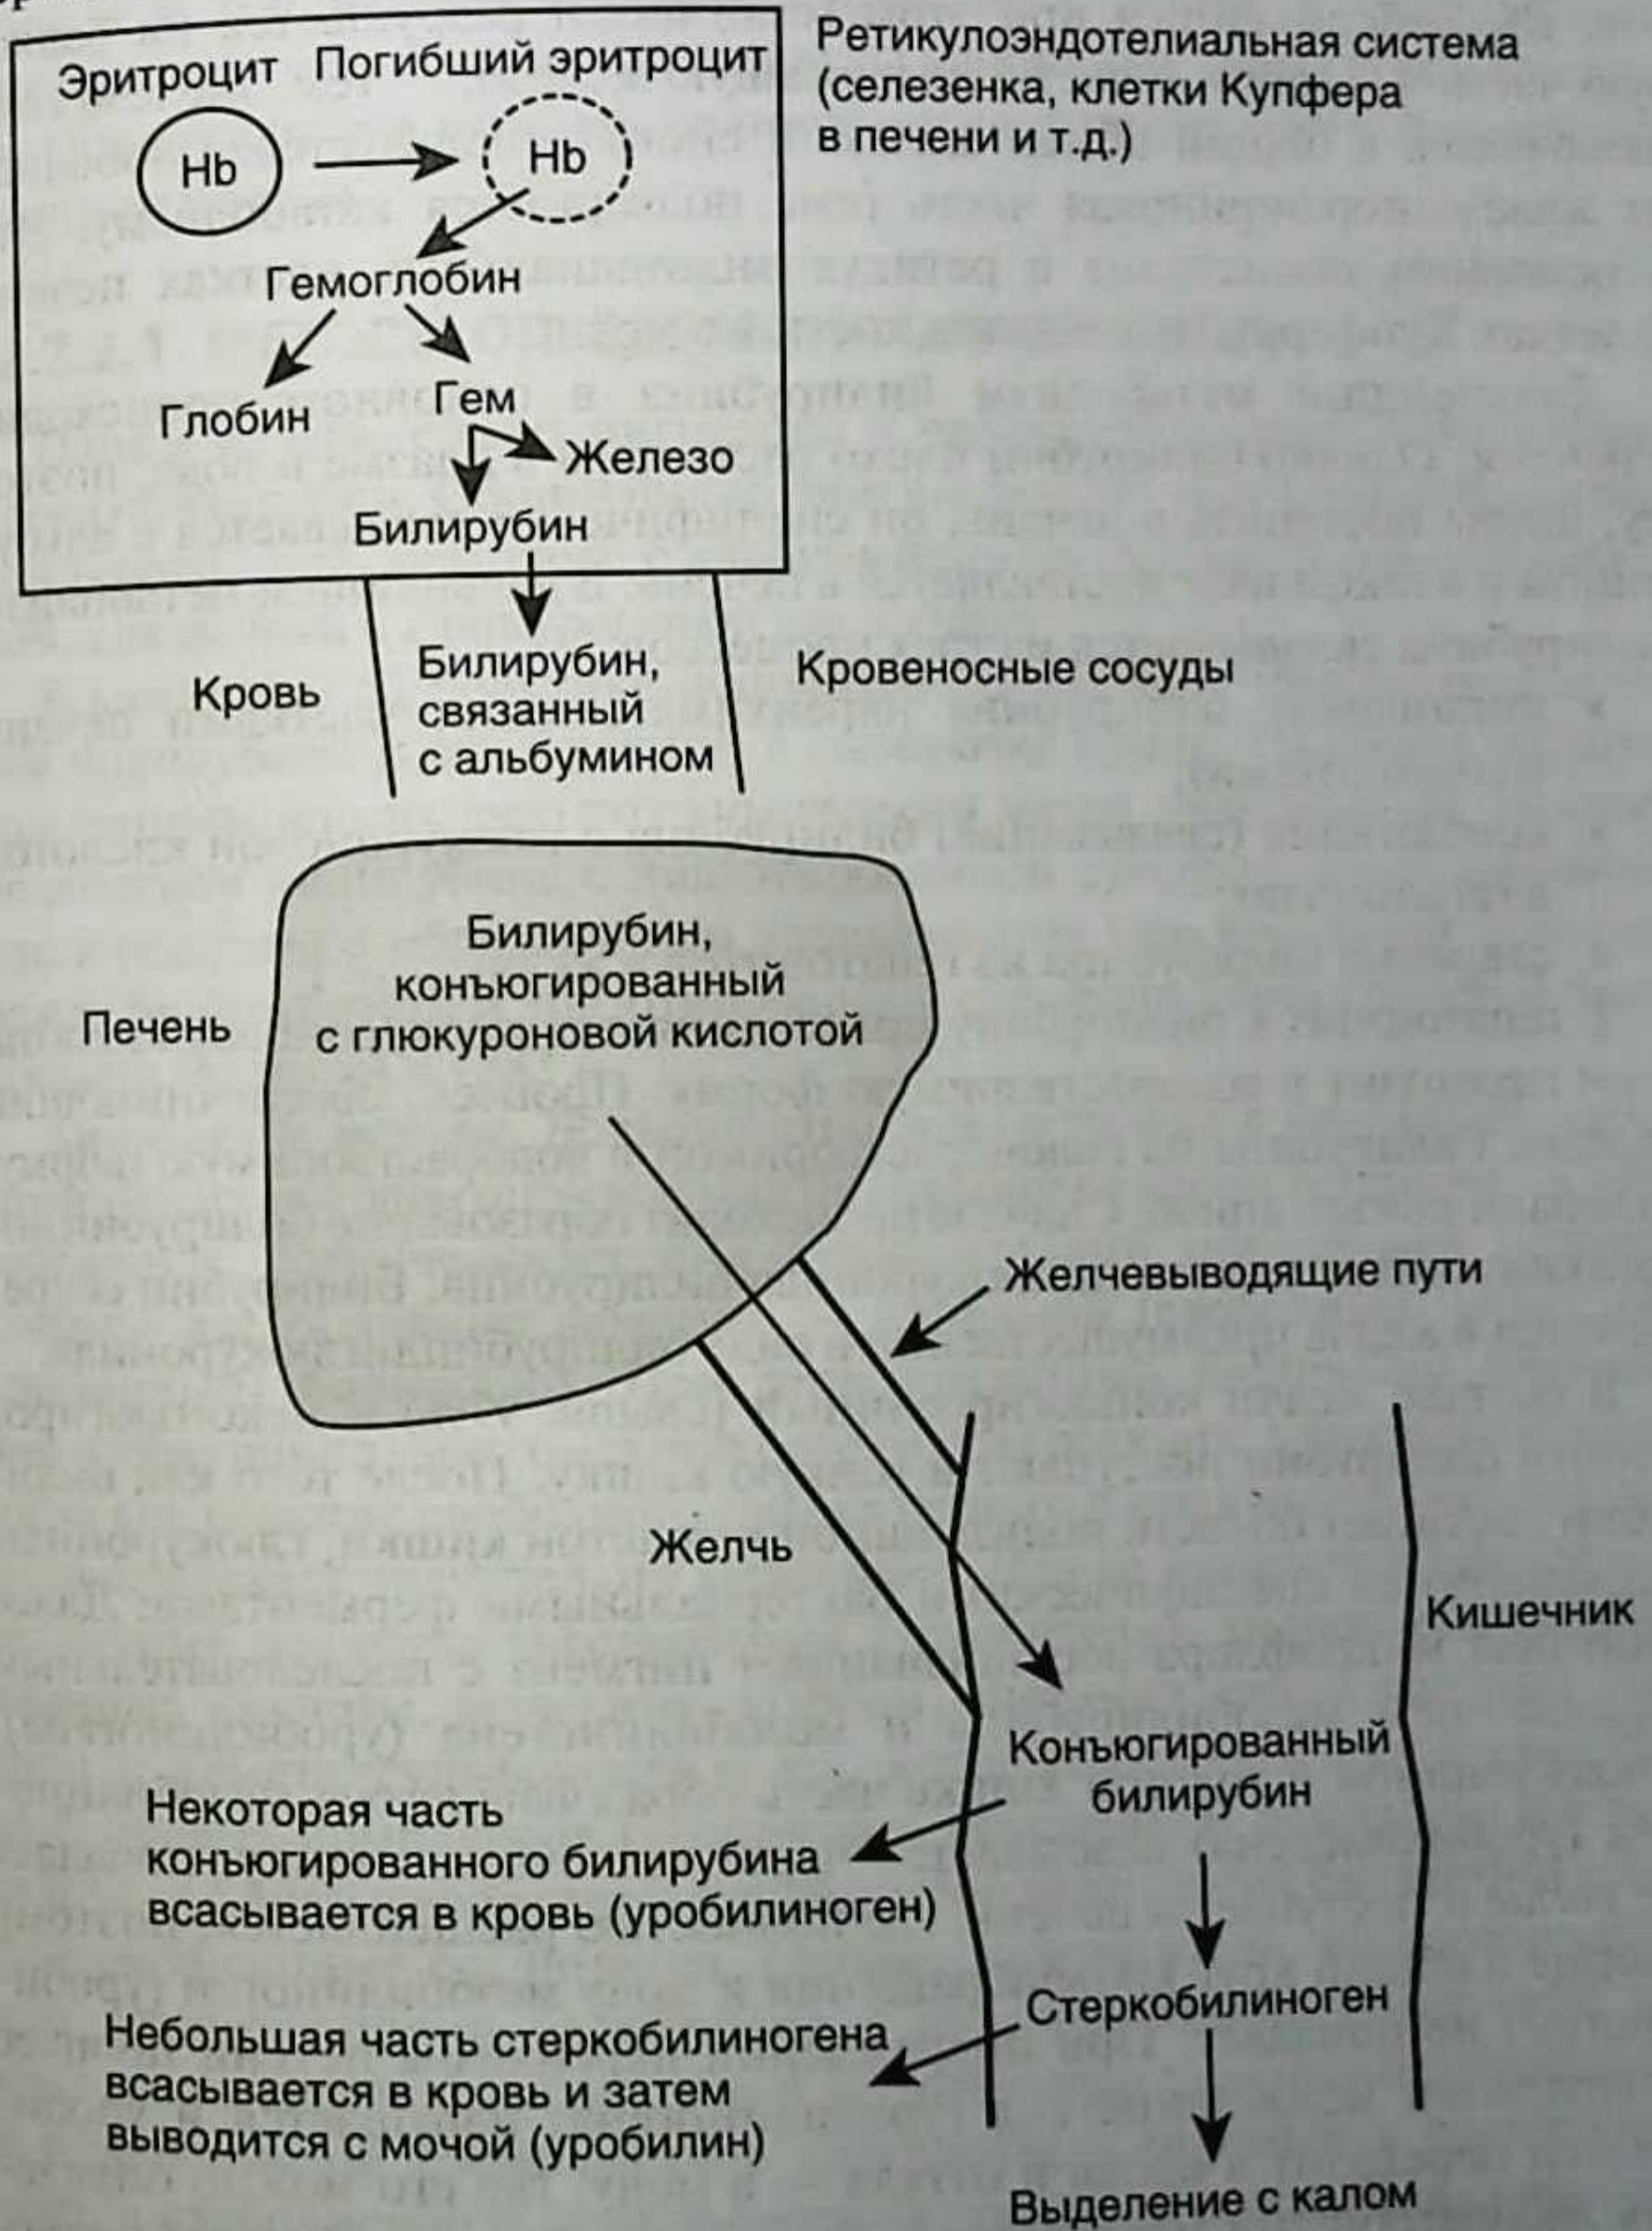 Эритроцит
Погибший эритроцит
Hb
Hb
Гемоглобин
Глобин
Гем
Железо
Билирубин
Ретикулоэндотелиальная система
(селезенка, клетки Купфера
в печени и т.д.)
Кровь
Билирубин,
связанный
с альбумином
Кровеносные сосуды
Билирубин,
конъюгированный
с глюкуроновой кислотой
Печень
Желчевыводящие пути
Желчь
Кишечник
Конъюгированный
билирубин
Некоторая часть
конъюгированного билирубина
всасывается в кровь (уробилиноген)
Стеркобилиноген
Небольшая часть стеркобилиногена
всасывается в кровь и затем
выводится с мочой (уробилин)
Выделение с калом